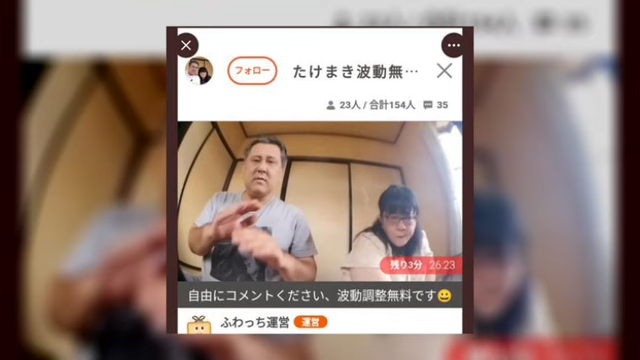 フォロー
たけまき波動無…
23人 / 合計154人 35
残り3分 26:23
自由にコメントください、波動調整無料です😀
ふわっち運営 運営